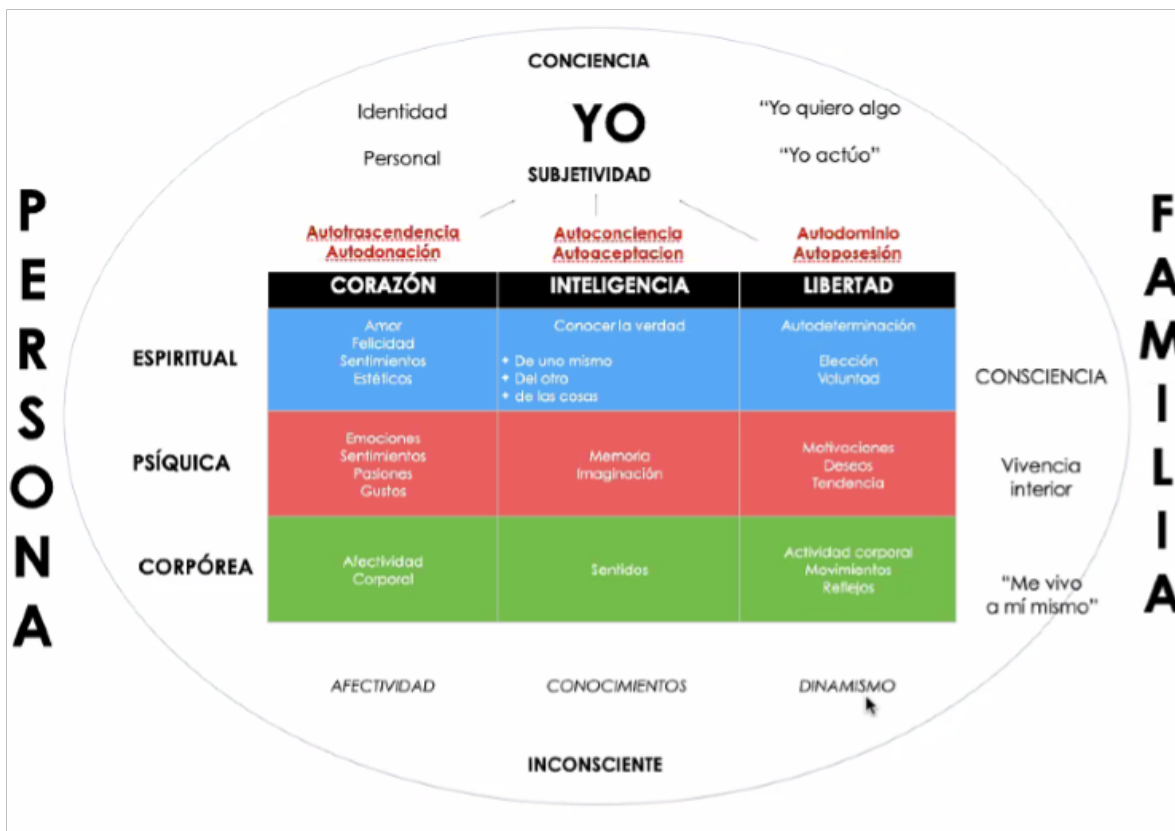 CONCIENCIA
Identidad
YO
“Yo quiero algo
Personal
“Yo actúo”
SUBJETIVIDAD
PERSONA
FAMILIA
Autotrascendencia
Autodonación
Autoconciencia
Autoaceptacion
Autodominio
Autoposesión
CORAZÓN
INTELIGENCIA
LIBERTAD
ESPIRITUAL
Amor
Felicidad
Sentimientos
Estéticos
Conocer la verdad
+ De uno mismo
+ Del otro
+ de las cosas
Autodeterminación
Elección
Voluntad
CONSCIENCIA
PSÍQUICA
Emociones
Sentimientos
Pasiones
Gustos
Memoria
Imaginación
Motivaciones
Deseos
Tendencia
Vivencia
interior
CORPÓREA
Afectividad
Corporal
Sentidos
Actividad corporal
Movimientos
Reflejos
“Me vivo
a mí mismo”
AFECTIVIDAD
CONOCIMIENTOS
DINAMISMO
INCONSCIENTE